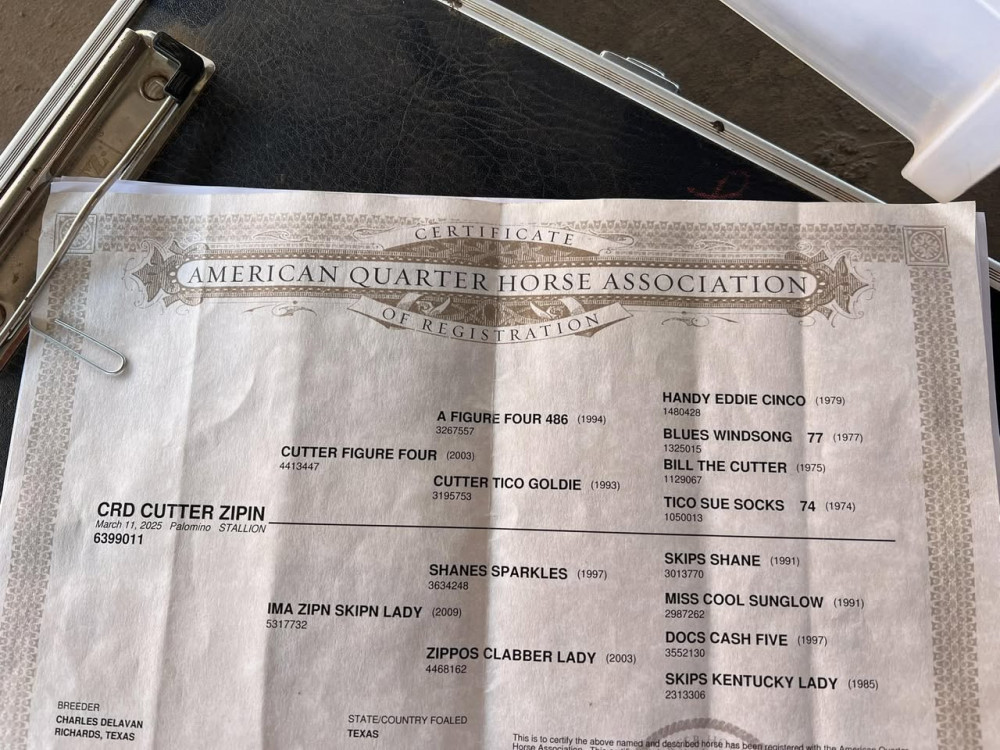 CERTIFICATE
AMERICAN QUARTER HORSE ASSOCIATION
OF REGISTRATION
HANDY EDDIE CINCO (1979)
1480428
A FIGURE FOUR 486 (1994)
3267557
BLUES WINDSONG 77 (1977)
1325015
CUTTER FIGURE FOUR (2003)
4413447
BILL THE CUTTER (1975)
1129067
CUTTER TICO GOLDIE (1993)
3195753
TICO SUE SOCKS 74 (1974)
1050013
CRD CUTTER ZIPIN
March 11, 2025 Palomino STALLION
6399011
SKIPS SHANE (1991)
3013770
SHANES SPARKLES (1997)
3634248
MISS COOL SUNGLOW (1991)
2987262
IMA ZIPN SKIPN LADY (2009)
5317732
DOCS CASH FIVE (1997)
3552130
ZIPPOS CLABBER LADY (2003)
4468162
SKIPS KENTUCKY LADY (1985)
2313306
BREEDER
CHARLES DELAVAN
RICHARDS, TEXAS
STATE/COUNTRY FOALED
TEXAS
This is to certify the above named and described horse has been registered with the American Quarter
Horse Association. This